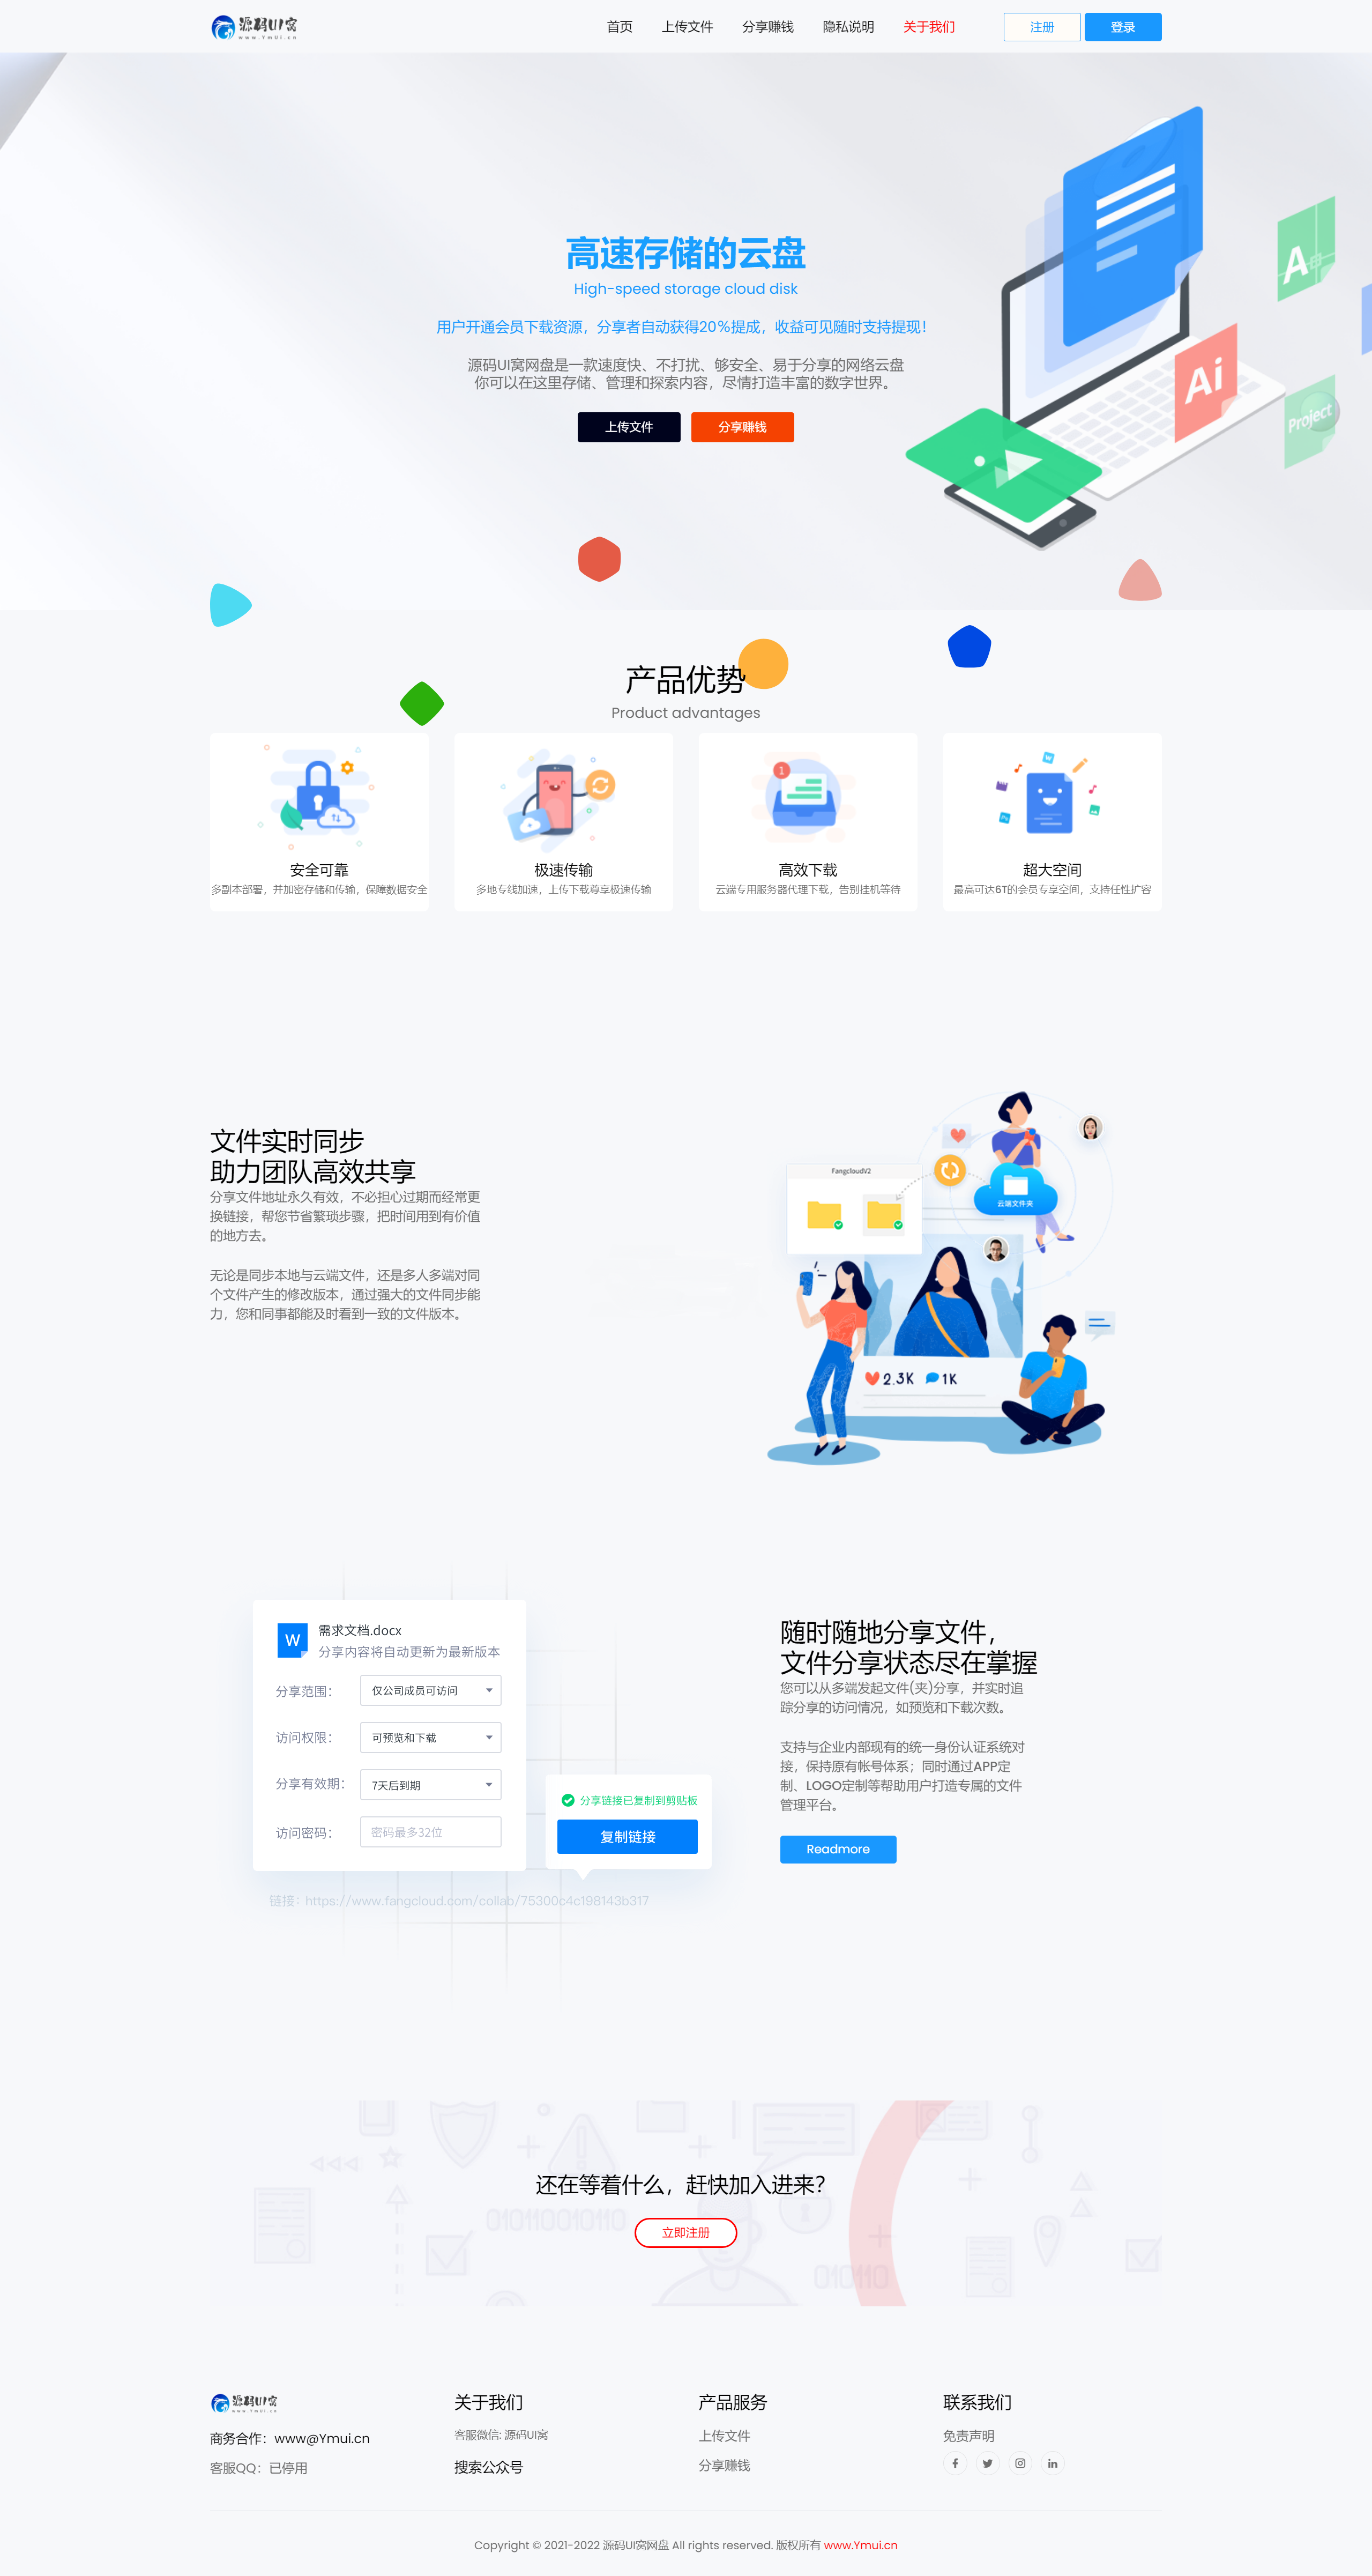 源码UI窝
www.YmUi.cn
首页
上传文件
分享赚钱
隐私说明
关于我们
注册
登录
高速存储的云盘
High-speed storage cloud disk
用户开通会员下载资源，分享者自动获得20%提成，收益可见随时支持提现！
源码UI窝网盘是一款速度快、不打扰、够安全、易于分享的网络云盘
你可以在这里存储、管理和探索内容，尽情打造丰富的数字世界。
上传文件
分享赚钱
A
Ai
Project
产品优势
Product advantages
1
安全可靠
多副本部署，并加密存储和传输，保障数据安全
极速传输
多地专线加速，上传下载尊享极速传输
高效下载
云端专用服务器代理下载，告别挂机等待
超大空间
最高可达6T的会员专享空间，支持任性扩容
文件实时同步
助力团队高效共享
分享文件地址永久有效，不必担心过期而经常更
换链接，帮您节省繁琐步骤，把时间用到有价值
的地方去。
无论是同步本地与云端文件，还是多人多端对同
个文件产生的修改版本，通过强大的文件同步能
力，您和同事都能及时看到一致的文件版本。
FangcloudV2
云端文件夹
2.3K
1K
W
需求文档.docx
分享内容将自动更新为最新版本
分享范围：
仅公司成员可访问
访问权限：
可预览和下载
分享有效期：
7天后到期
访问密码：
密码最多32位
分享链接已复制到剪贴板
复制链接
链接：https://www.fangcloud.com/collab/75300c4c198143b317
随时随地分享文件，
文件分享状态尽在掌握
您可以从多端发起文件(夹)分享，并实时追
踪分享的访问情况，如预览和下载次数。
支持与企业内部现有的统一身份认证系统对
接，保持原有帐号体系；同时通过APP定
制、LOGO定制等帮助用户打造专属的文件
管理平台。
Readmore
还在等着什么，赶快加入进来？
010110010110
立即注册
010110
源码UI窝
www.YmUi.cn
商务合作：www@Ymui.cn
客服QQ：已停用
关于我们
客服微信: 源码UI窝
搜索公众号
产品服务
上传文件
分享赚钱
联系我们
免责声明
Copyright © 2021-2022 源码UI窝网盘 All rights reserved. 版权所有 www.Ymui.cn